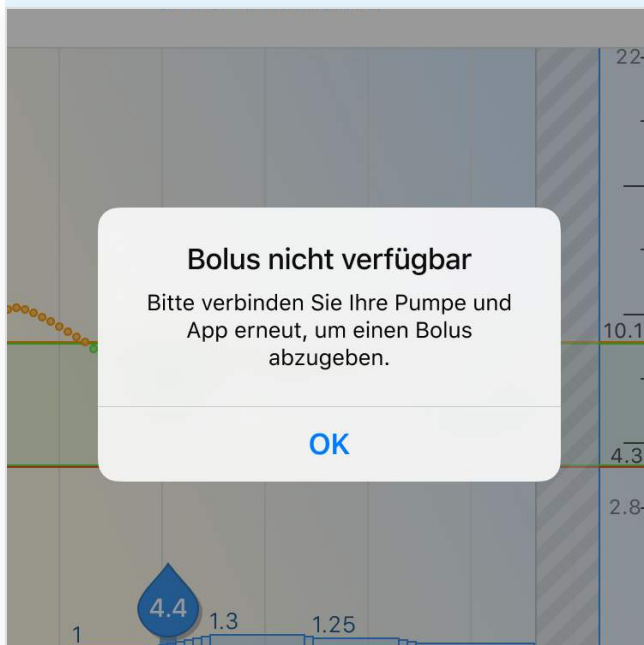 22
Bolus nicht verfügbar
Bitte verbinden Sie Ihre Pumpe und
App erneut, um einen Bolus
abzugeben.
10.1
OK
4.3
2.8
4.4
1
1.3
1.25